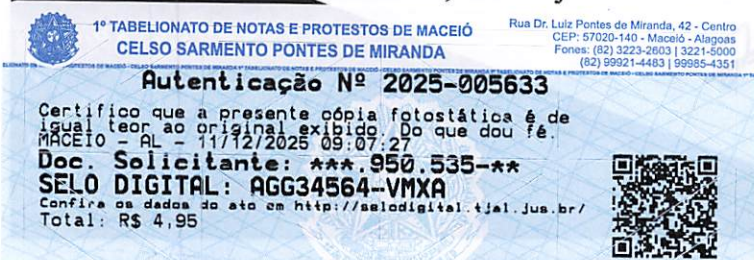 1º TABELIONATO DE NOTAS E PROTESTOS DE MACEIÓ
CELSO SARMENTO PONTES DE MIRANDA
Rua Dr. Luiz Pontes de Miranda, 42 - Centro
CEP: 57020-140 - Maceió - Alagoas
Fones: (82) 3223-2603 | 3221-5000
(82) 99921-4483 | 99985-4351
Autenticação Nº 2025-005633
Certifico que a presente cópia fotostática é de
igual teor ao original exibido. Do que dou fé.
MACEIO - AL - 11/12/2025 09:07:27
Doc. Solicitante: ***.950.535-**
SELO DIGITAL: AGG34564-VMXA
Confira os dados do ato em http://selodigital.tjal.jus.br/
Total: R$ 4,95